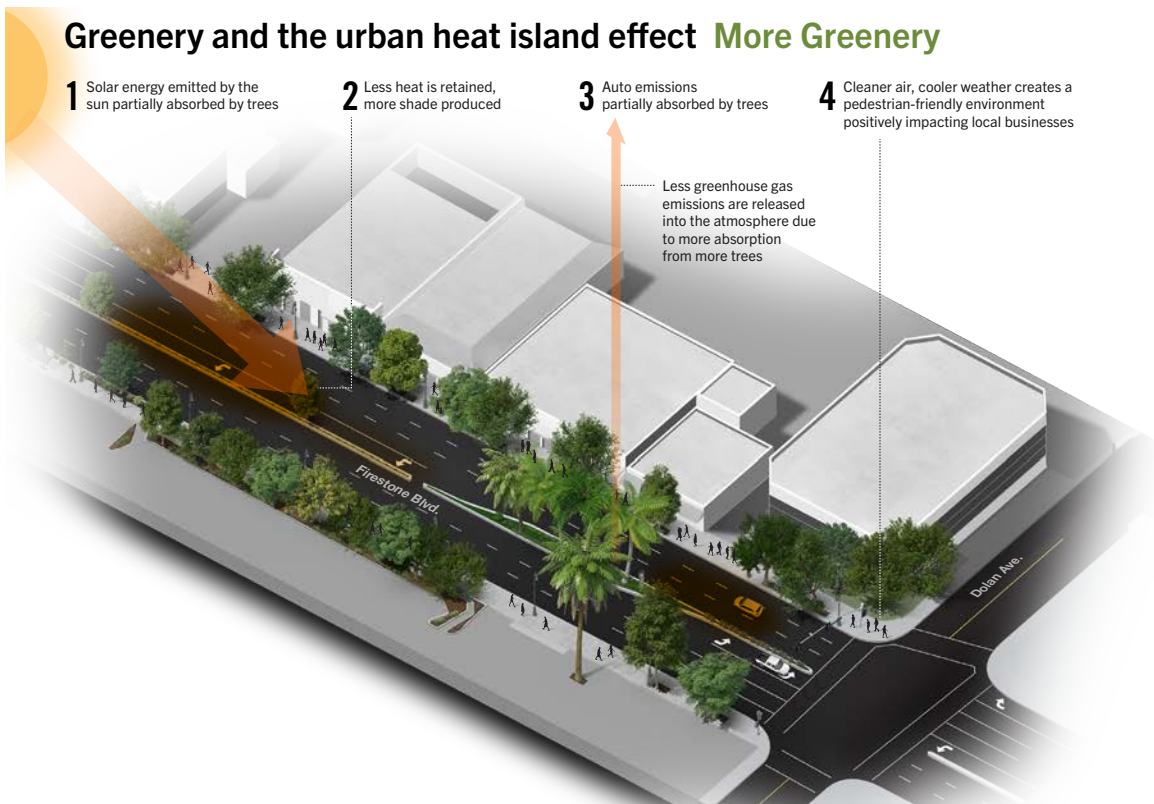 Greenery and the urban heat island effect More Greenery
1 Solar energy emitted by the
sun partially absorbed by trees
2 Less heat is retained,
more shade produced
3 Auto emissions
partially absorbed by trees
4 Cleaner air, cooler weather creates a
pedestrian-friendly environment
positively impacting local businesses
Less greenhouse gas
emissions are released
into the atmosphere due
to more absorption
from more trees
Firestone Blvd.
Dolan Ave.